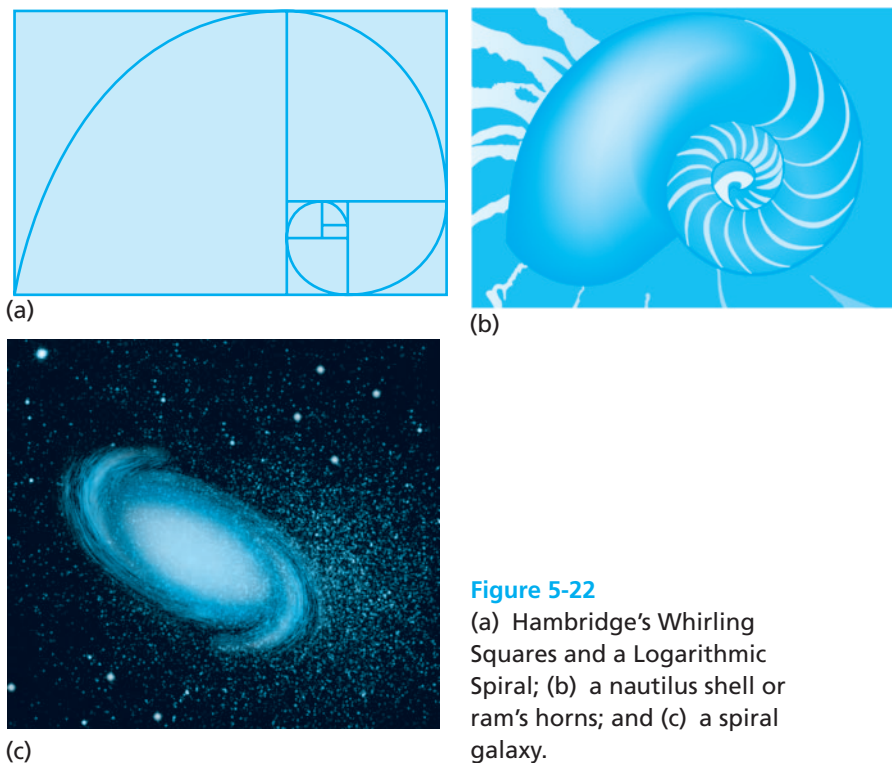 (a)
(b)
(c)
Figure 5-22
(a) Hambridge's Whirling
Squares and a Logarithmic
Spiral; (b) a nautilus shell or
ram's horns; and (c) a spiral
galaxy.